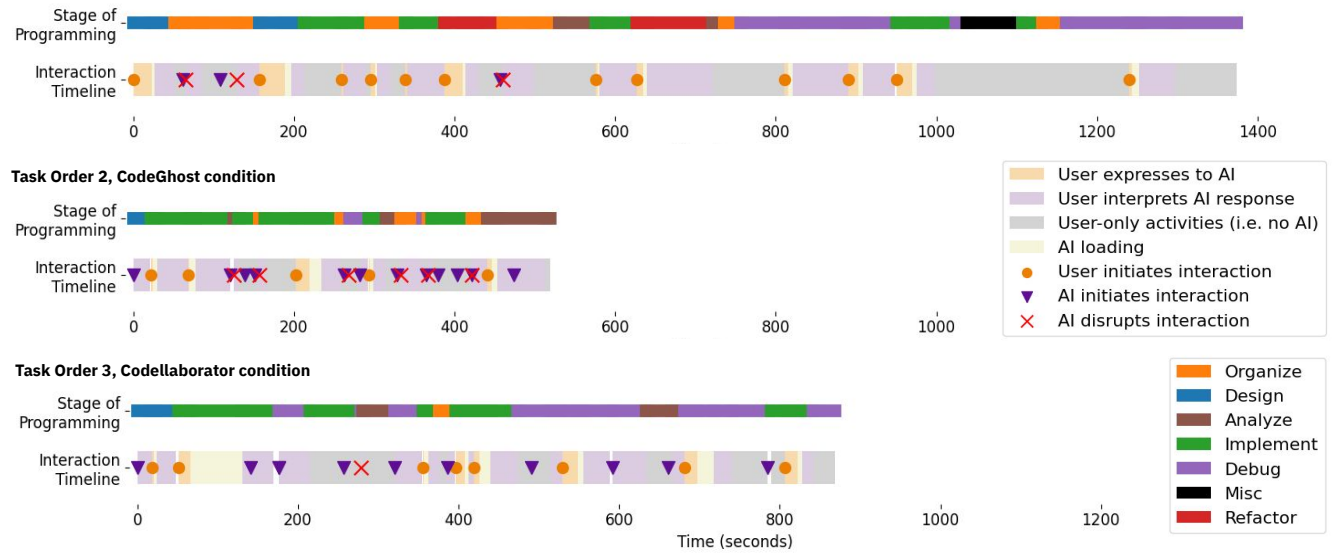 Stage of
Programming
Interaction
Timeline
0 200 400 600 800 1000 1200 1400
Task Order 2, CodeGhost condition
Stage of
Programming
Interaction
Timeline
0 200 400 600 800 1000
User expresses to AI
User interprets AI response
User-only activities (i.e. no AI)
AI loading
User initiates interaction
AI initiates interaction
AI disrupts interaction
Task Order 3, Codellaborator condition
Stage of
Programming
Interaction
Timeline
0 200 400 600 800 1000 1200
Time (seconds)
Organize
Design
Analyze
Implement
Debug
Misc
Refactor